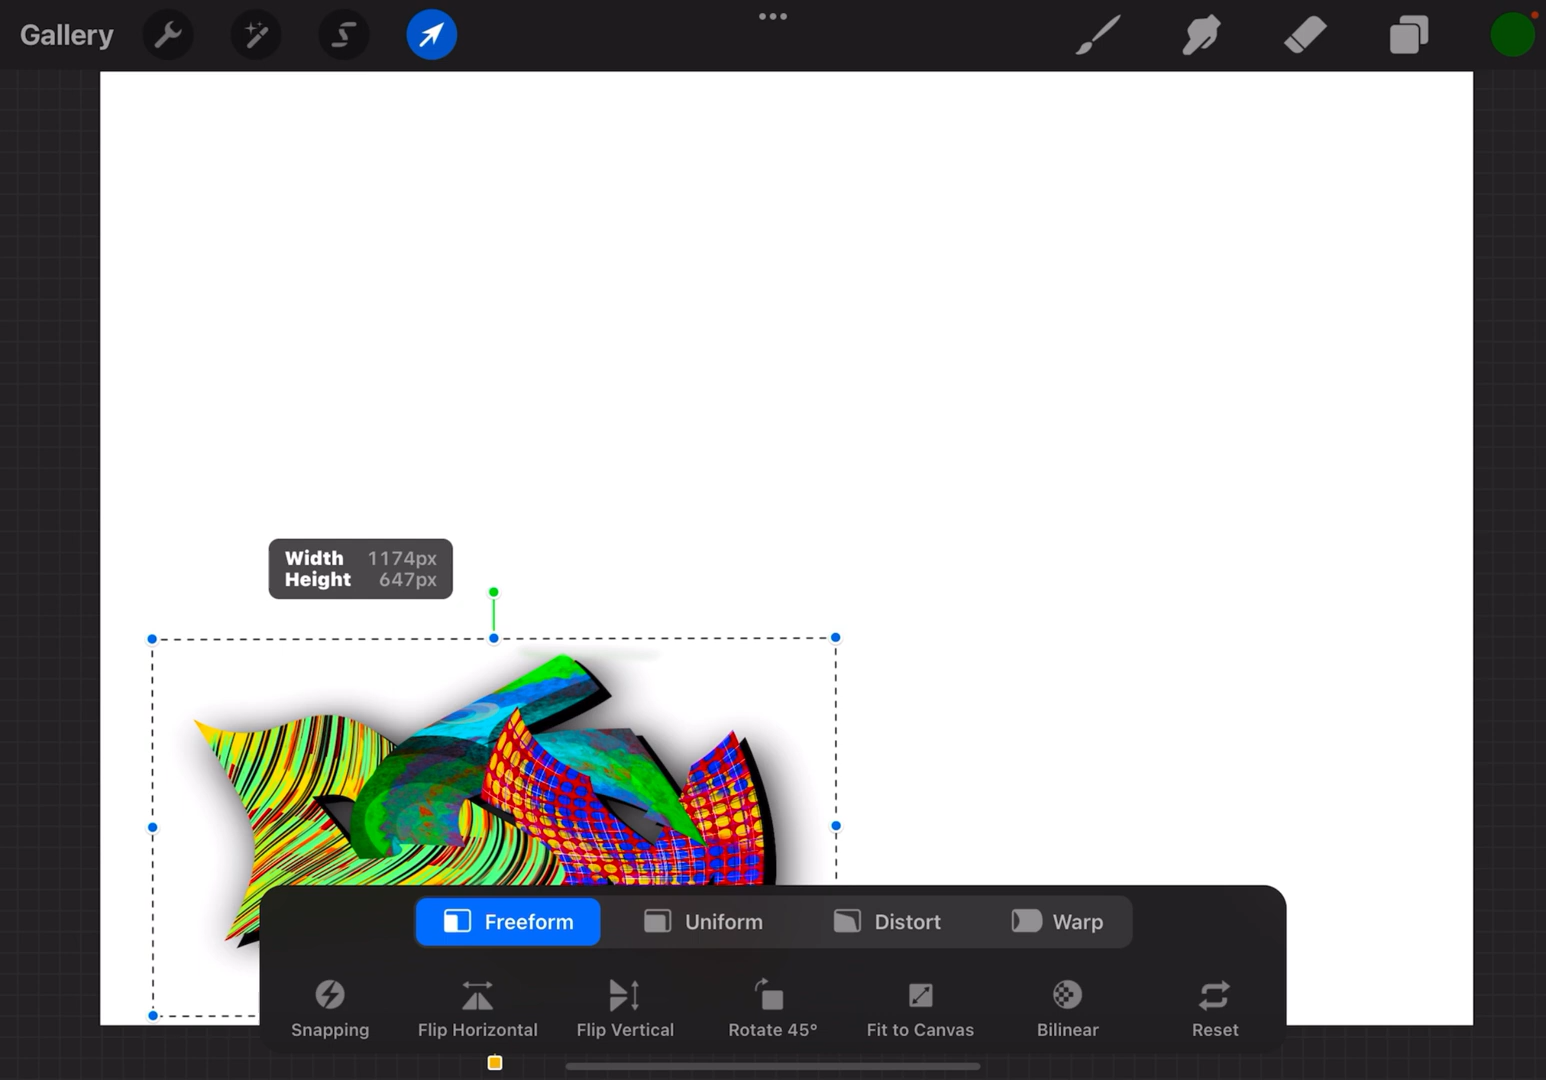 Gallery
Width 1174px
Height 647px
Freeform
Uniform
Distort
Warp
Snapping
Flip Horizontal
Flip Vertical
Rotate 45°
Fit to Canvas
Bilinear
Reset